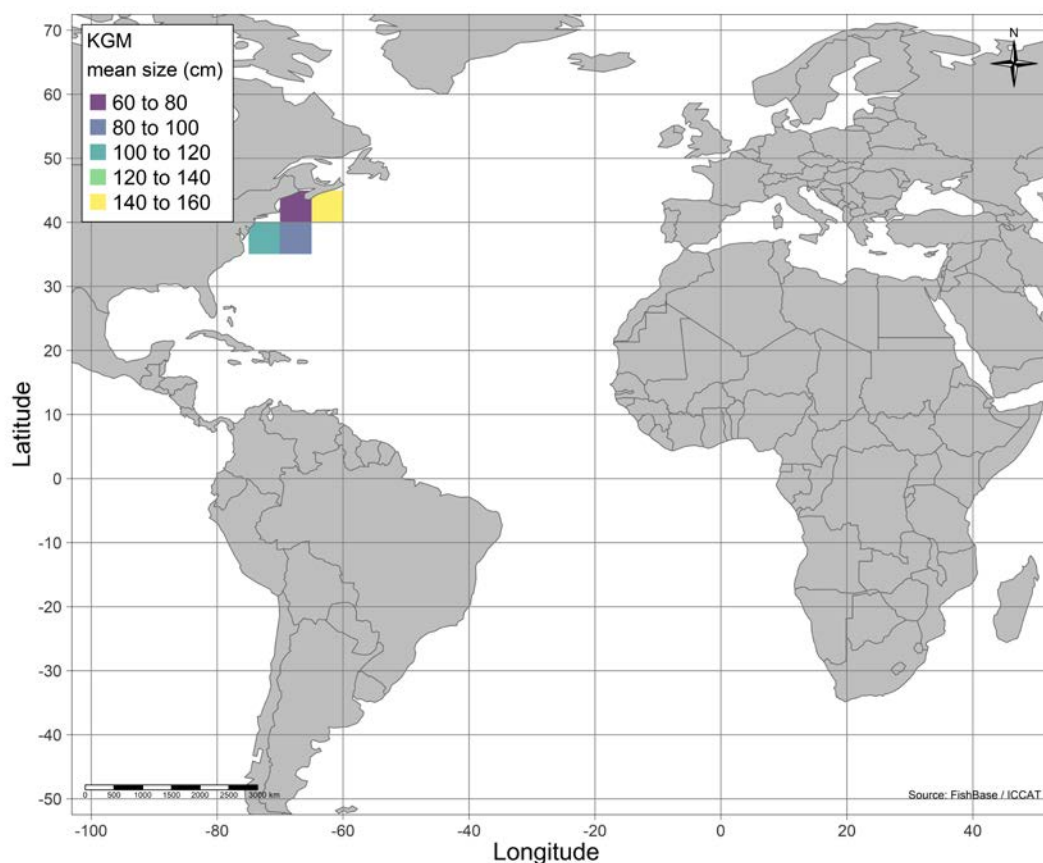 KGM
mean size (cm)
60 to 80
80 to 100
100 to 120
120 to 140
140 to 160
N
70
60
50
40
30
20
10
0
-10
-20
-30
-40
-50
Latitude
0 500 1000 1500 2000 2500 3000 km
Source: FishBase / ICCAT
-100 -80 -60 -40 -20 0 20 40
Longitude